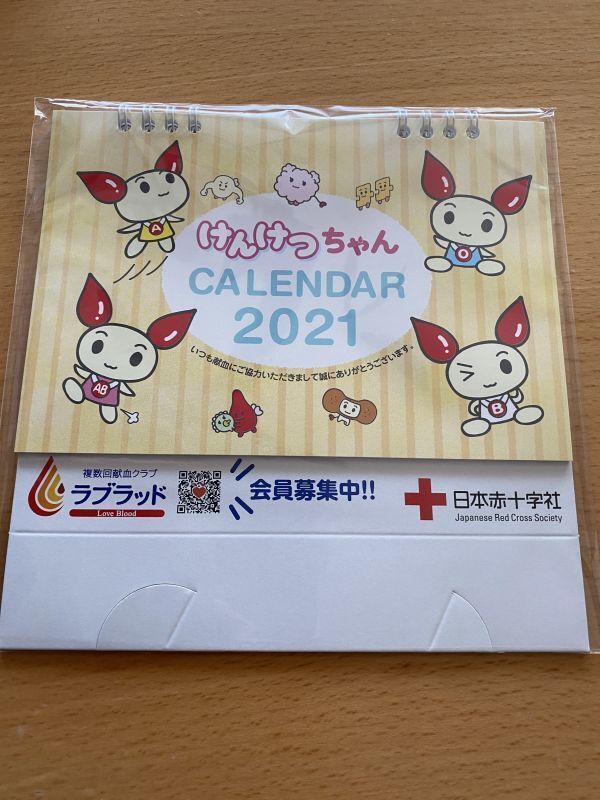 けんけつちゃん
CALENDAR
2021
いつも献血にご協力いただきまして誠にありがとうございます。
A
O
AB
B
複数回献血クラブ
ラブラッド
Love Blood
会員募集中!!
日本赤十字社
Japanese Red Cross Society